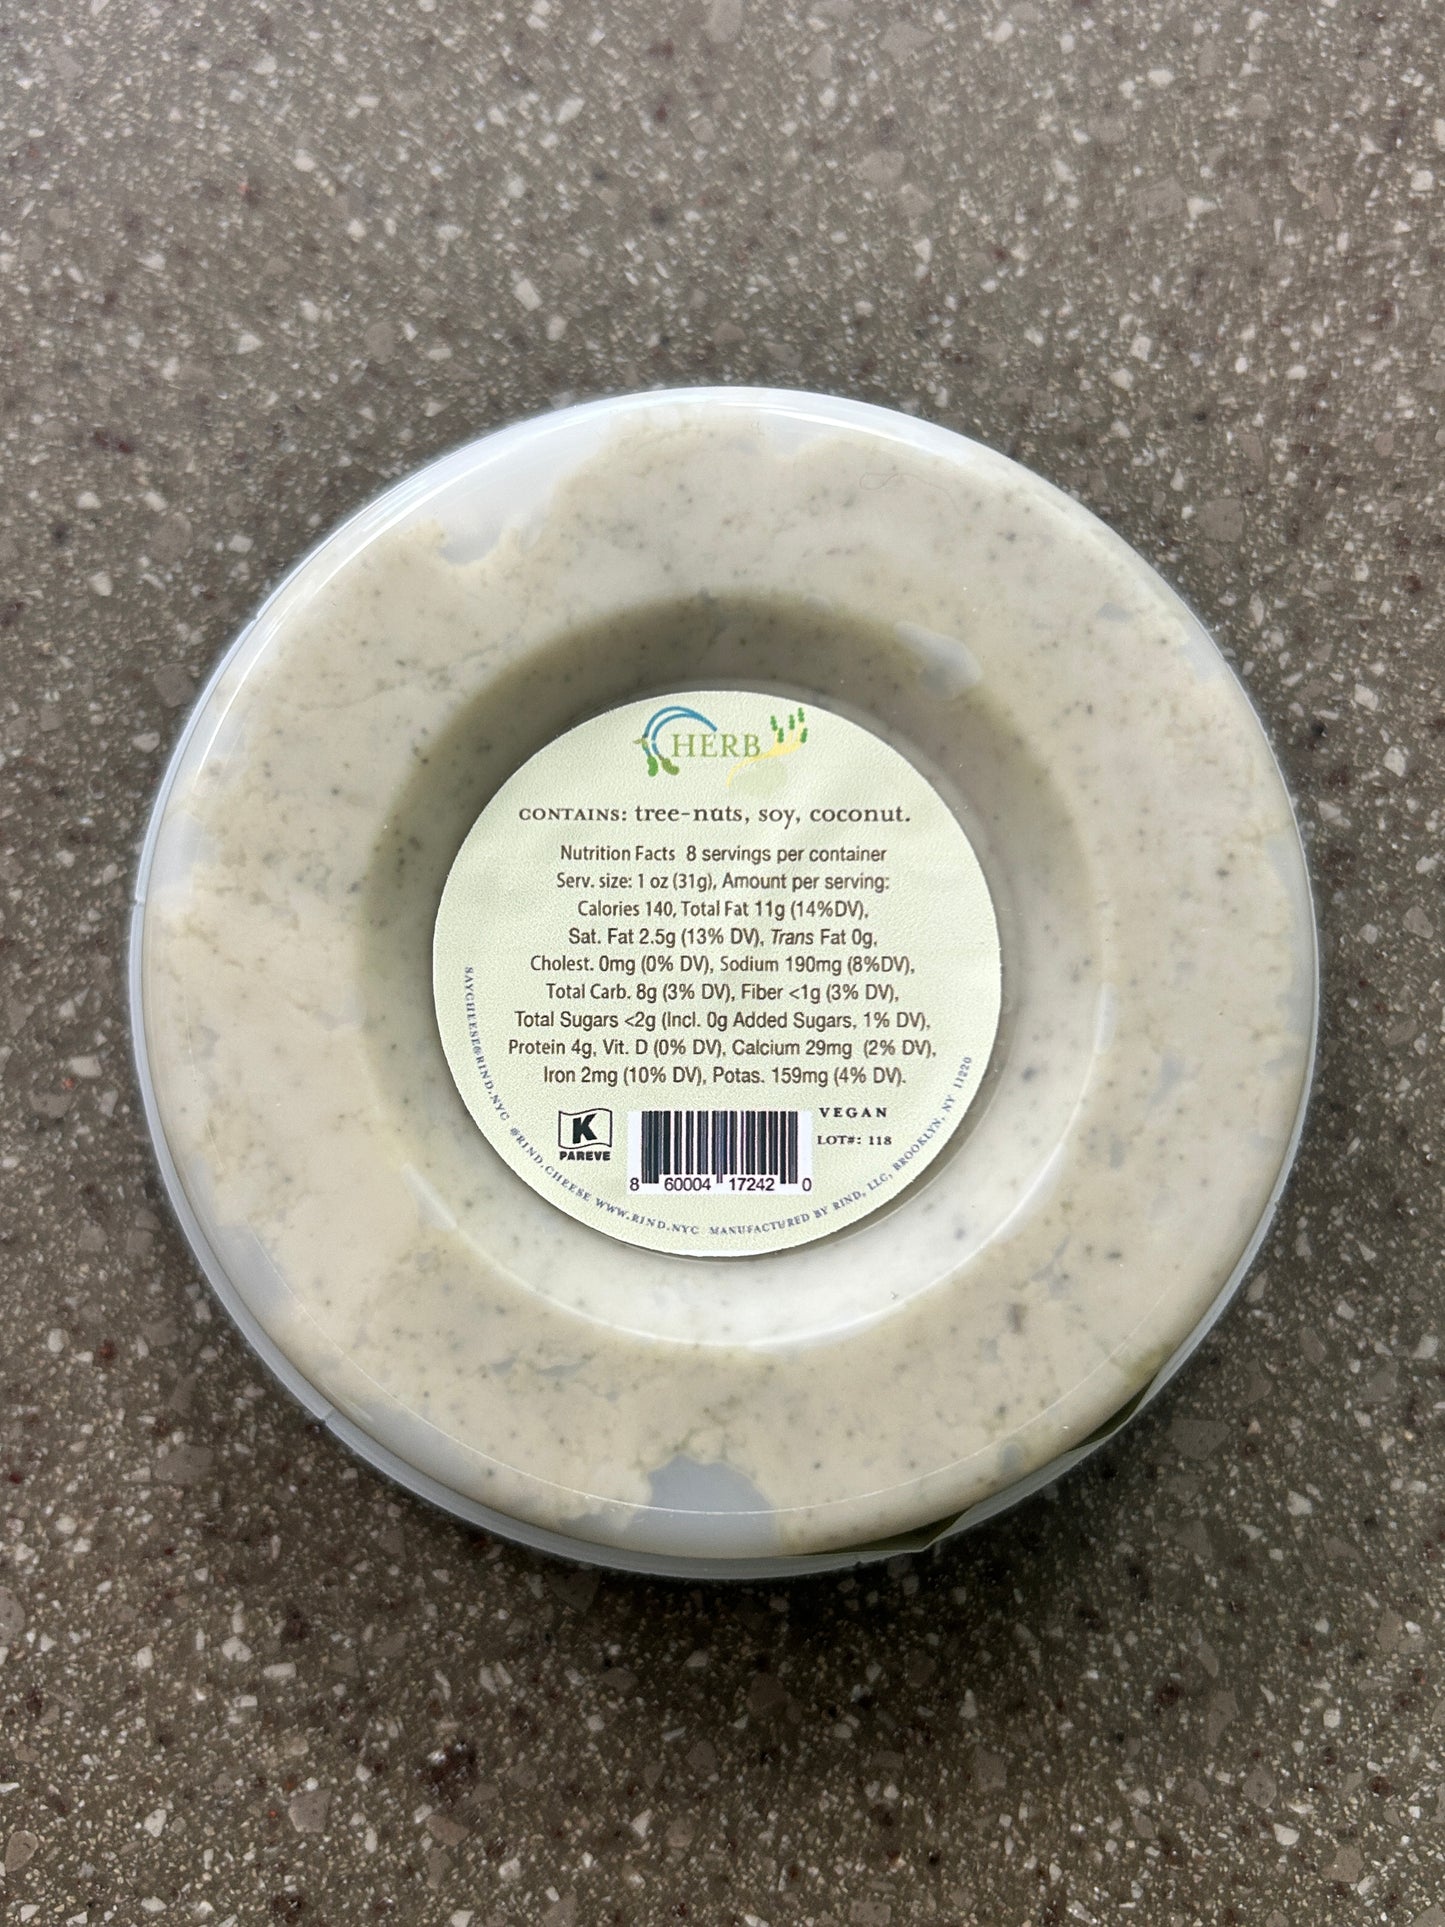 HERB
CONTAINS: tree-nuts, soy, coconut.
Nutrition Facts 8 servings per container
Serv. size: 1 oz (31g), Amount per serving:
Calories 140, Total Fat 11g (14%DV),
Sat. Fat 2.5g (13% DV), Trans Fat 0g,
Cholest. 0mg (0% DV), Sodium 190mg (8%DV),
Total Carb. 8g (3% DV), Fiber <1g (3% DV),
Total Sugars <2g (Incl. 0g Added Sugars, 1% DV),
Protein 4g, Vit. D (0% DV), Calcium 29mg (2% DV),
Iron 2mg (10% DV), Potas. 159mg (4% DV).
K
PAREVE
8 60004 17242 0
VEGAN
LOT#: 118
SAYCHEESE@RIND.NYC @RIND.CHEESE WWW.RIND.NYC MANUFACTURED BY RIND, LLC, BROOKLYN, NY 11220